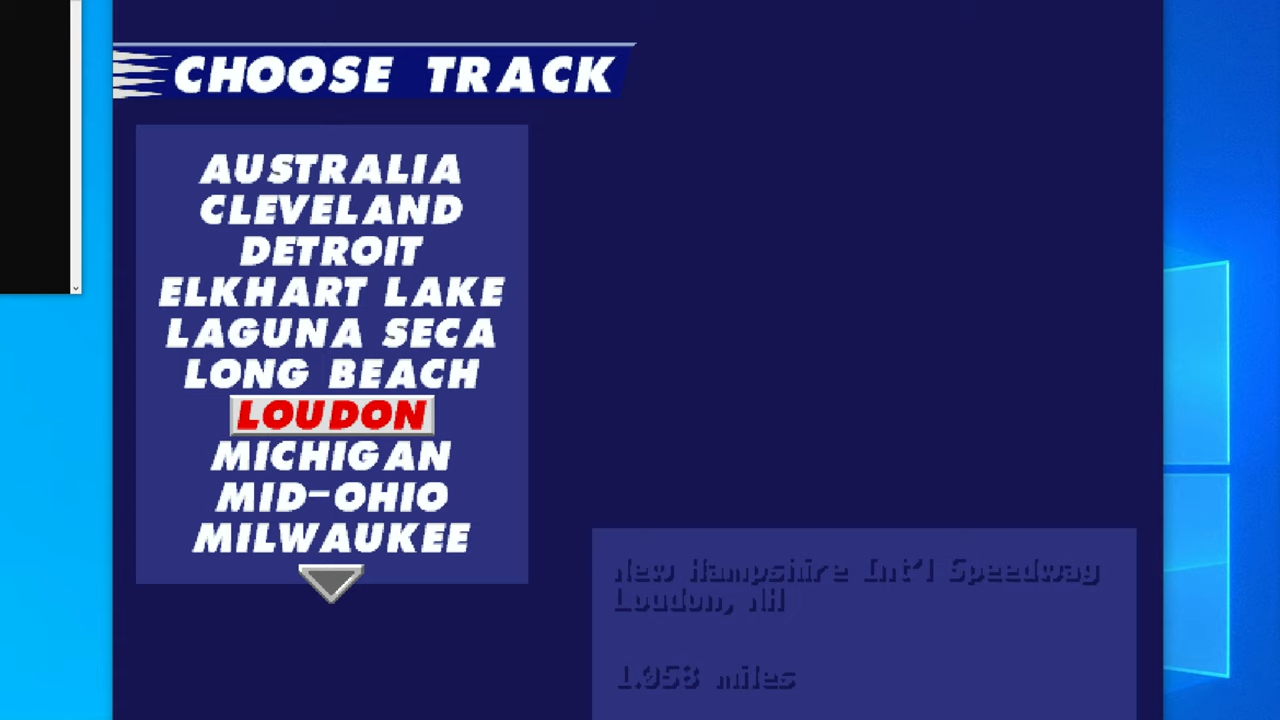 CHOOSE TRACK
AUSTRALIA
CLEVELAND
DETROIT
ELKHART LAKE
LAGUNA SECA
LONG BEACH
LOUDON
MICHIGAN
MID-OHIO
MILWAUKEE
New Hampshire Int'l Speedway
Loudon, NH
1.058 miles